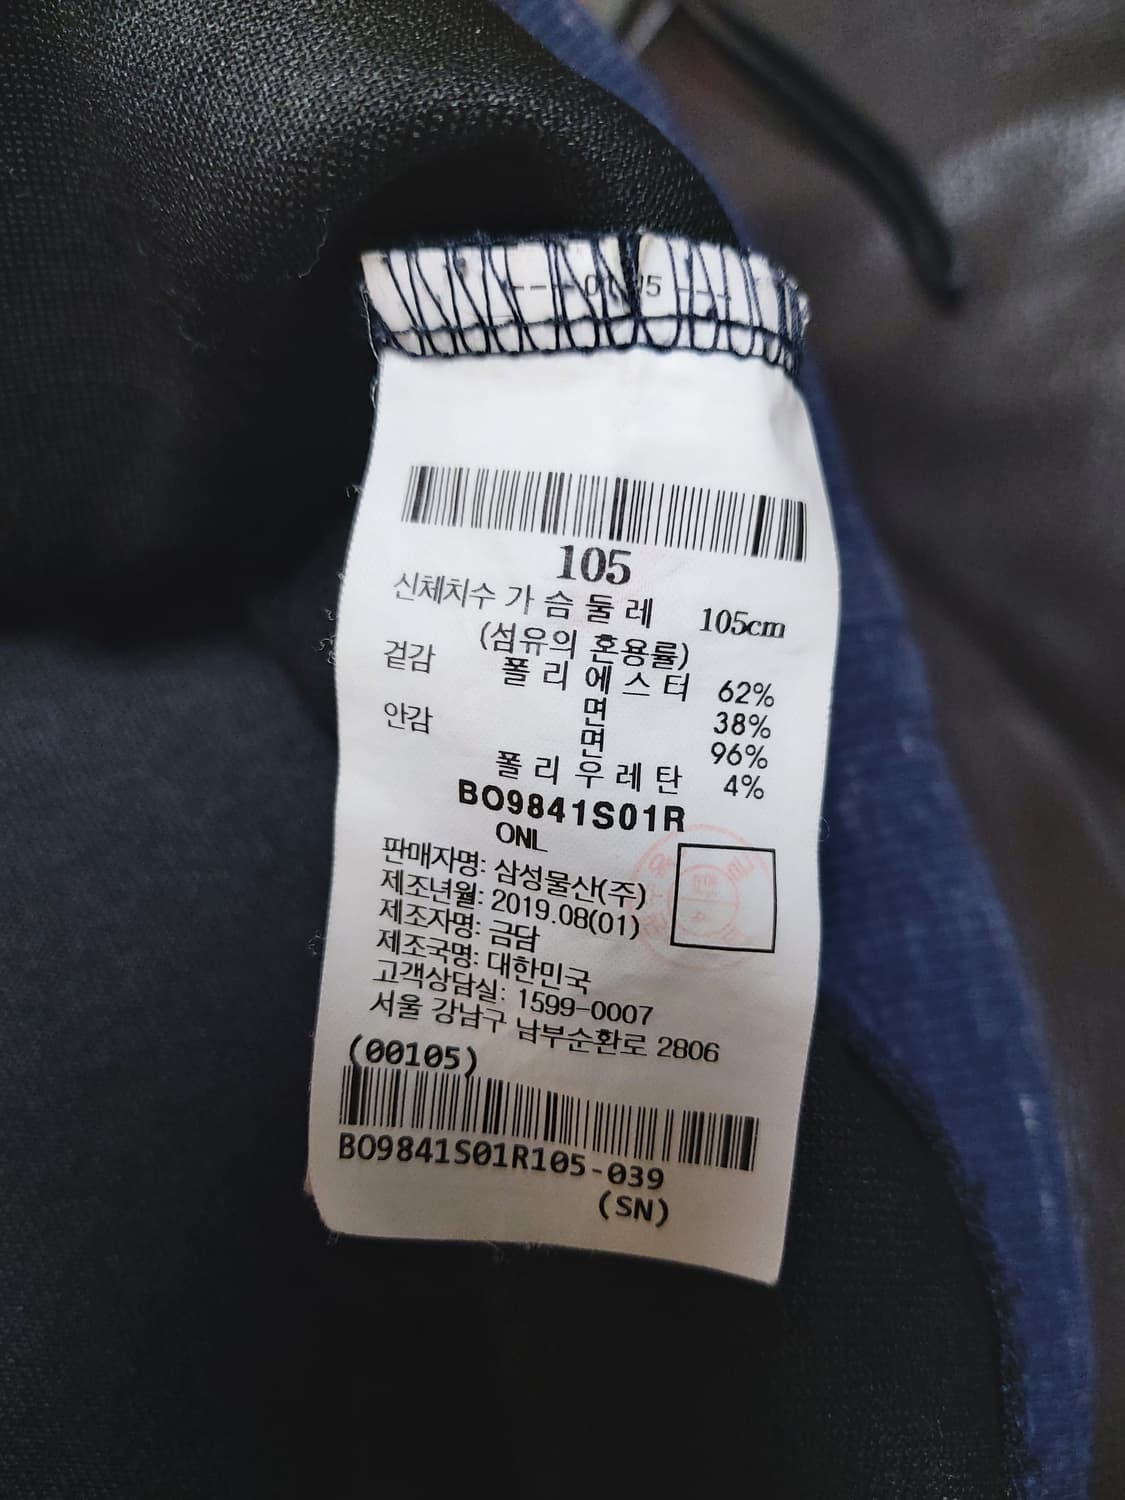 105
신체치수 가슴둘레 105cm
(섬유의 혼용률)
겉감 폴리에스터 62%
면 38%
안감 면 96%
폴리우레탄 4%
BO9841S01R
ONL
판매자명: 삼성물산(주)
제조년월: 2019.08(01)
제조자명: 금담
제조국명: 대한민국
고객상담실: 1599-0007
서울 강남구 남부순환로 2806
(00105)
BO9841S01R105-039
(SN)